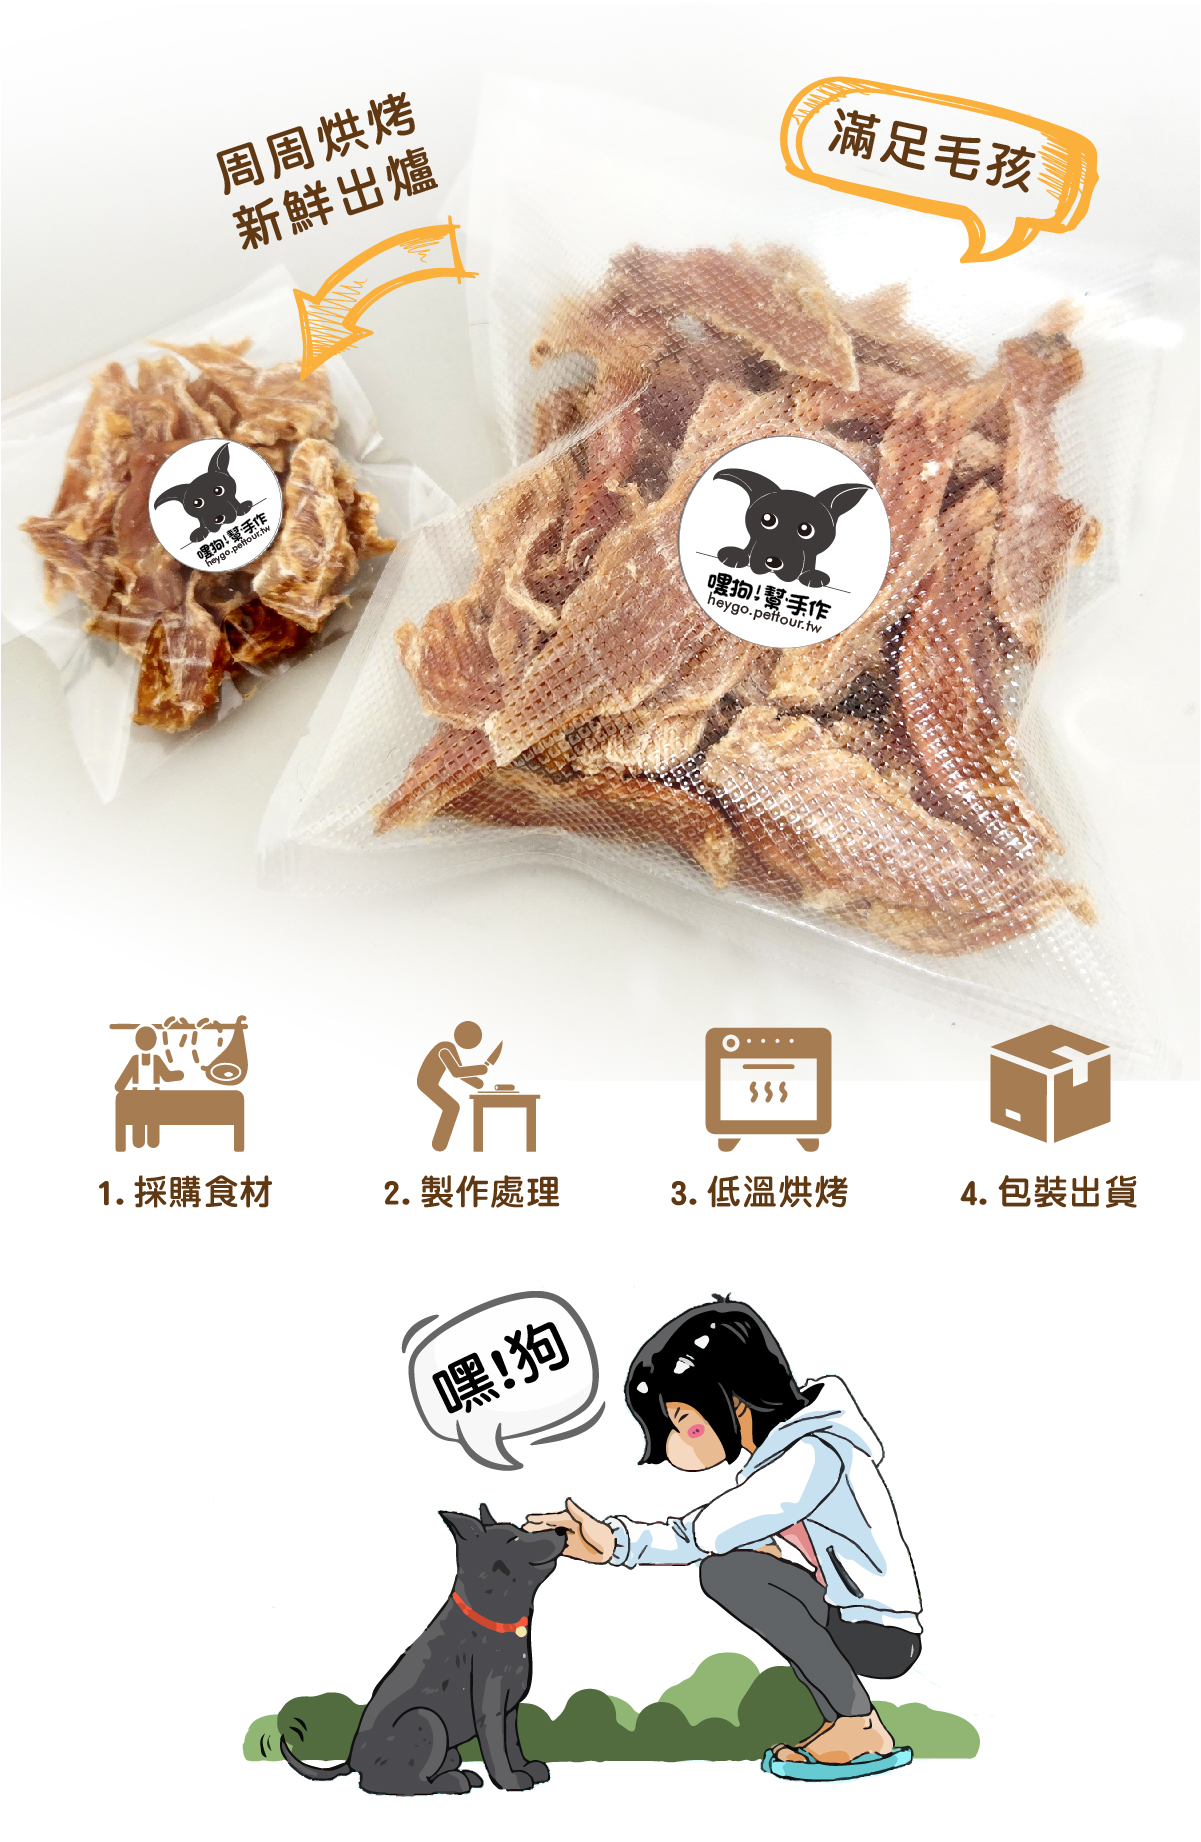 周周烘烤
新鮮出爐
滿足毛孩
嘿狗!幫手作
heygo.pettour.tw
嘿狗!幫手作
heygo.pettour.tw
1. 採購食材
2. 製作處理
3. 低溫烘烤
4. 包裝出貨
嘿!狗